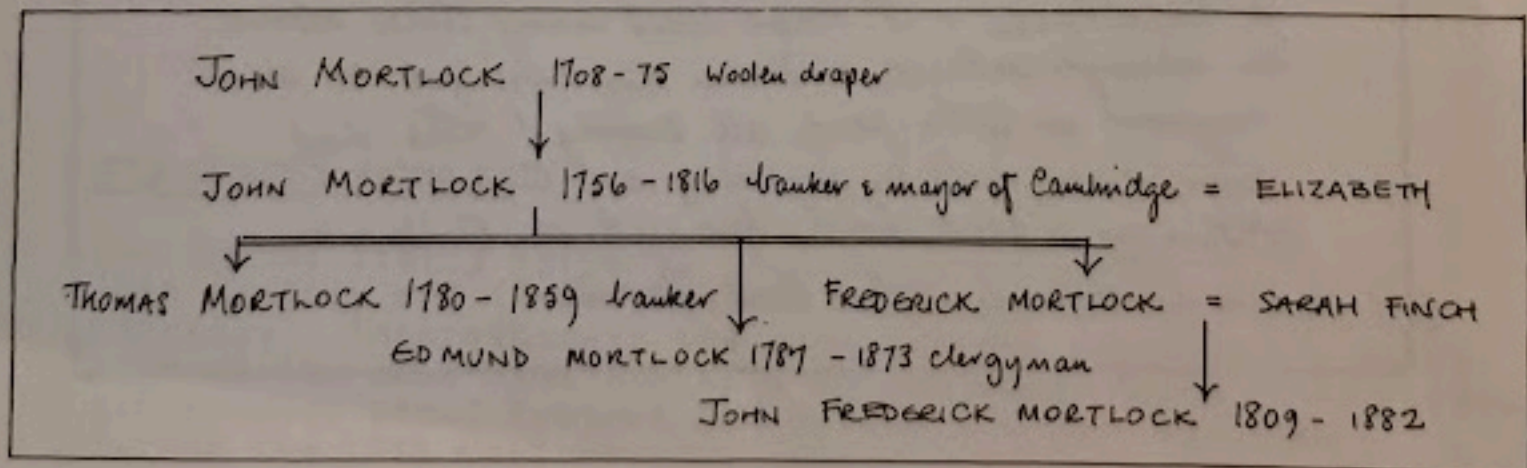 JOHN MORTLOCK 1708 - 75 Woolen draper
JOHN MORTLOCK 1756 - 1816 banker & mayor of Cambridge = ELIZABETH
THOMAS MORTLOCK 1780 - 1859 banker FREDERICK MORTLOCK = SARAH FINCH
EDMUND MORTLOCK 1787 - 1873 clergyman
JOHN FREDERICK MORTLOCK 1809 - 1882